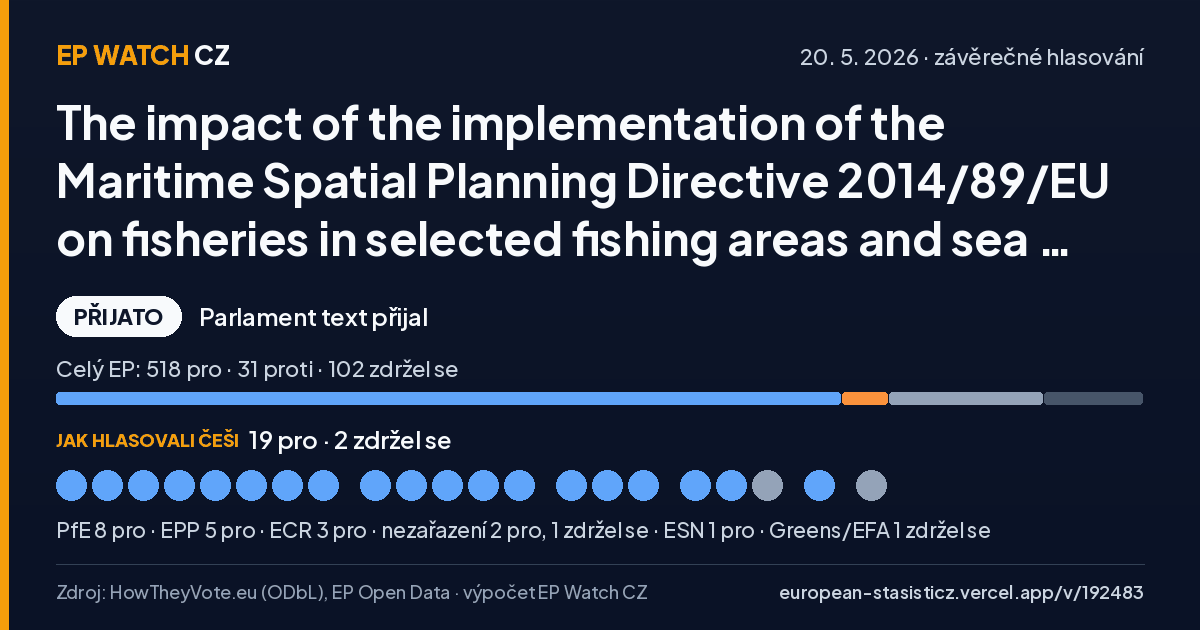 EP WATCH CZ
20. 5. 2026 · závěrečné hlasování
The impact of the implementation of the
Maritime Spatial Planning Directive 2014/89/EU
on fisheries in selected fishing areas and sea …
PŘIJATO Parlament text přijal
Celý EP: 518 pro · 31 proti · 102 zdržel se
JAK HLASOVALI ČEŠI 19 pro · 2 zdržel se
PfE 8 pro · EPP 5 pro · ECR 3 pro · nezařazení 2 pro, 1 zdržel se · ESN 1 pro · Greens/EFA 1 zdržel se
Zdroj: HowTheyVote.eu (ODbL), EP Open Data · výpočet EP Watch CZ
european-stasisticz.vercel.app/v/192483